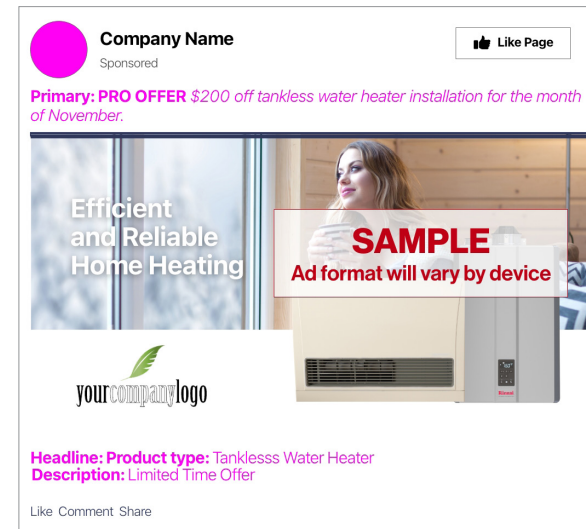 Company Name
Like Page
Sponsored
Primary: PRO OFFER $200 off tankless water heater installation for the month
of November.
Efficient
and Reliable
Home Heating
SAMPLE
Ad format will vary by device
Rinnai
yourcompanylogo
Headline: Product type: Tanklesss Water Heater
Description: Limited Time Offer
Like Comment Share